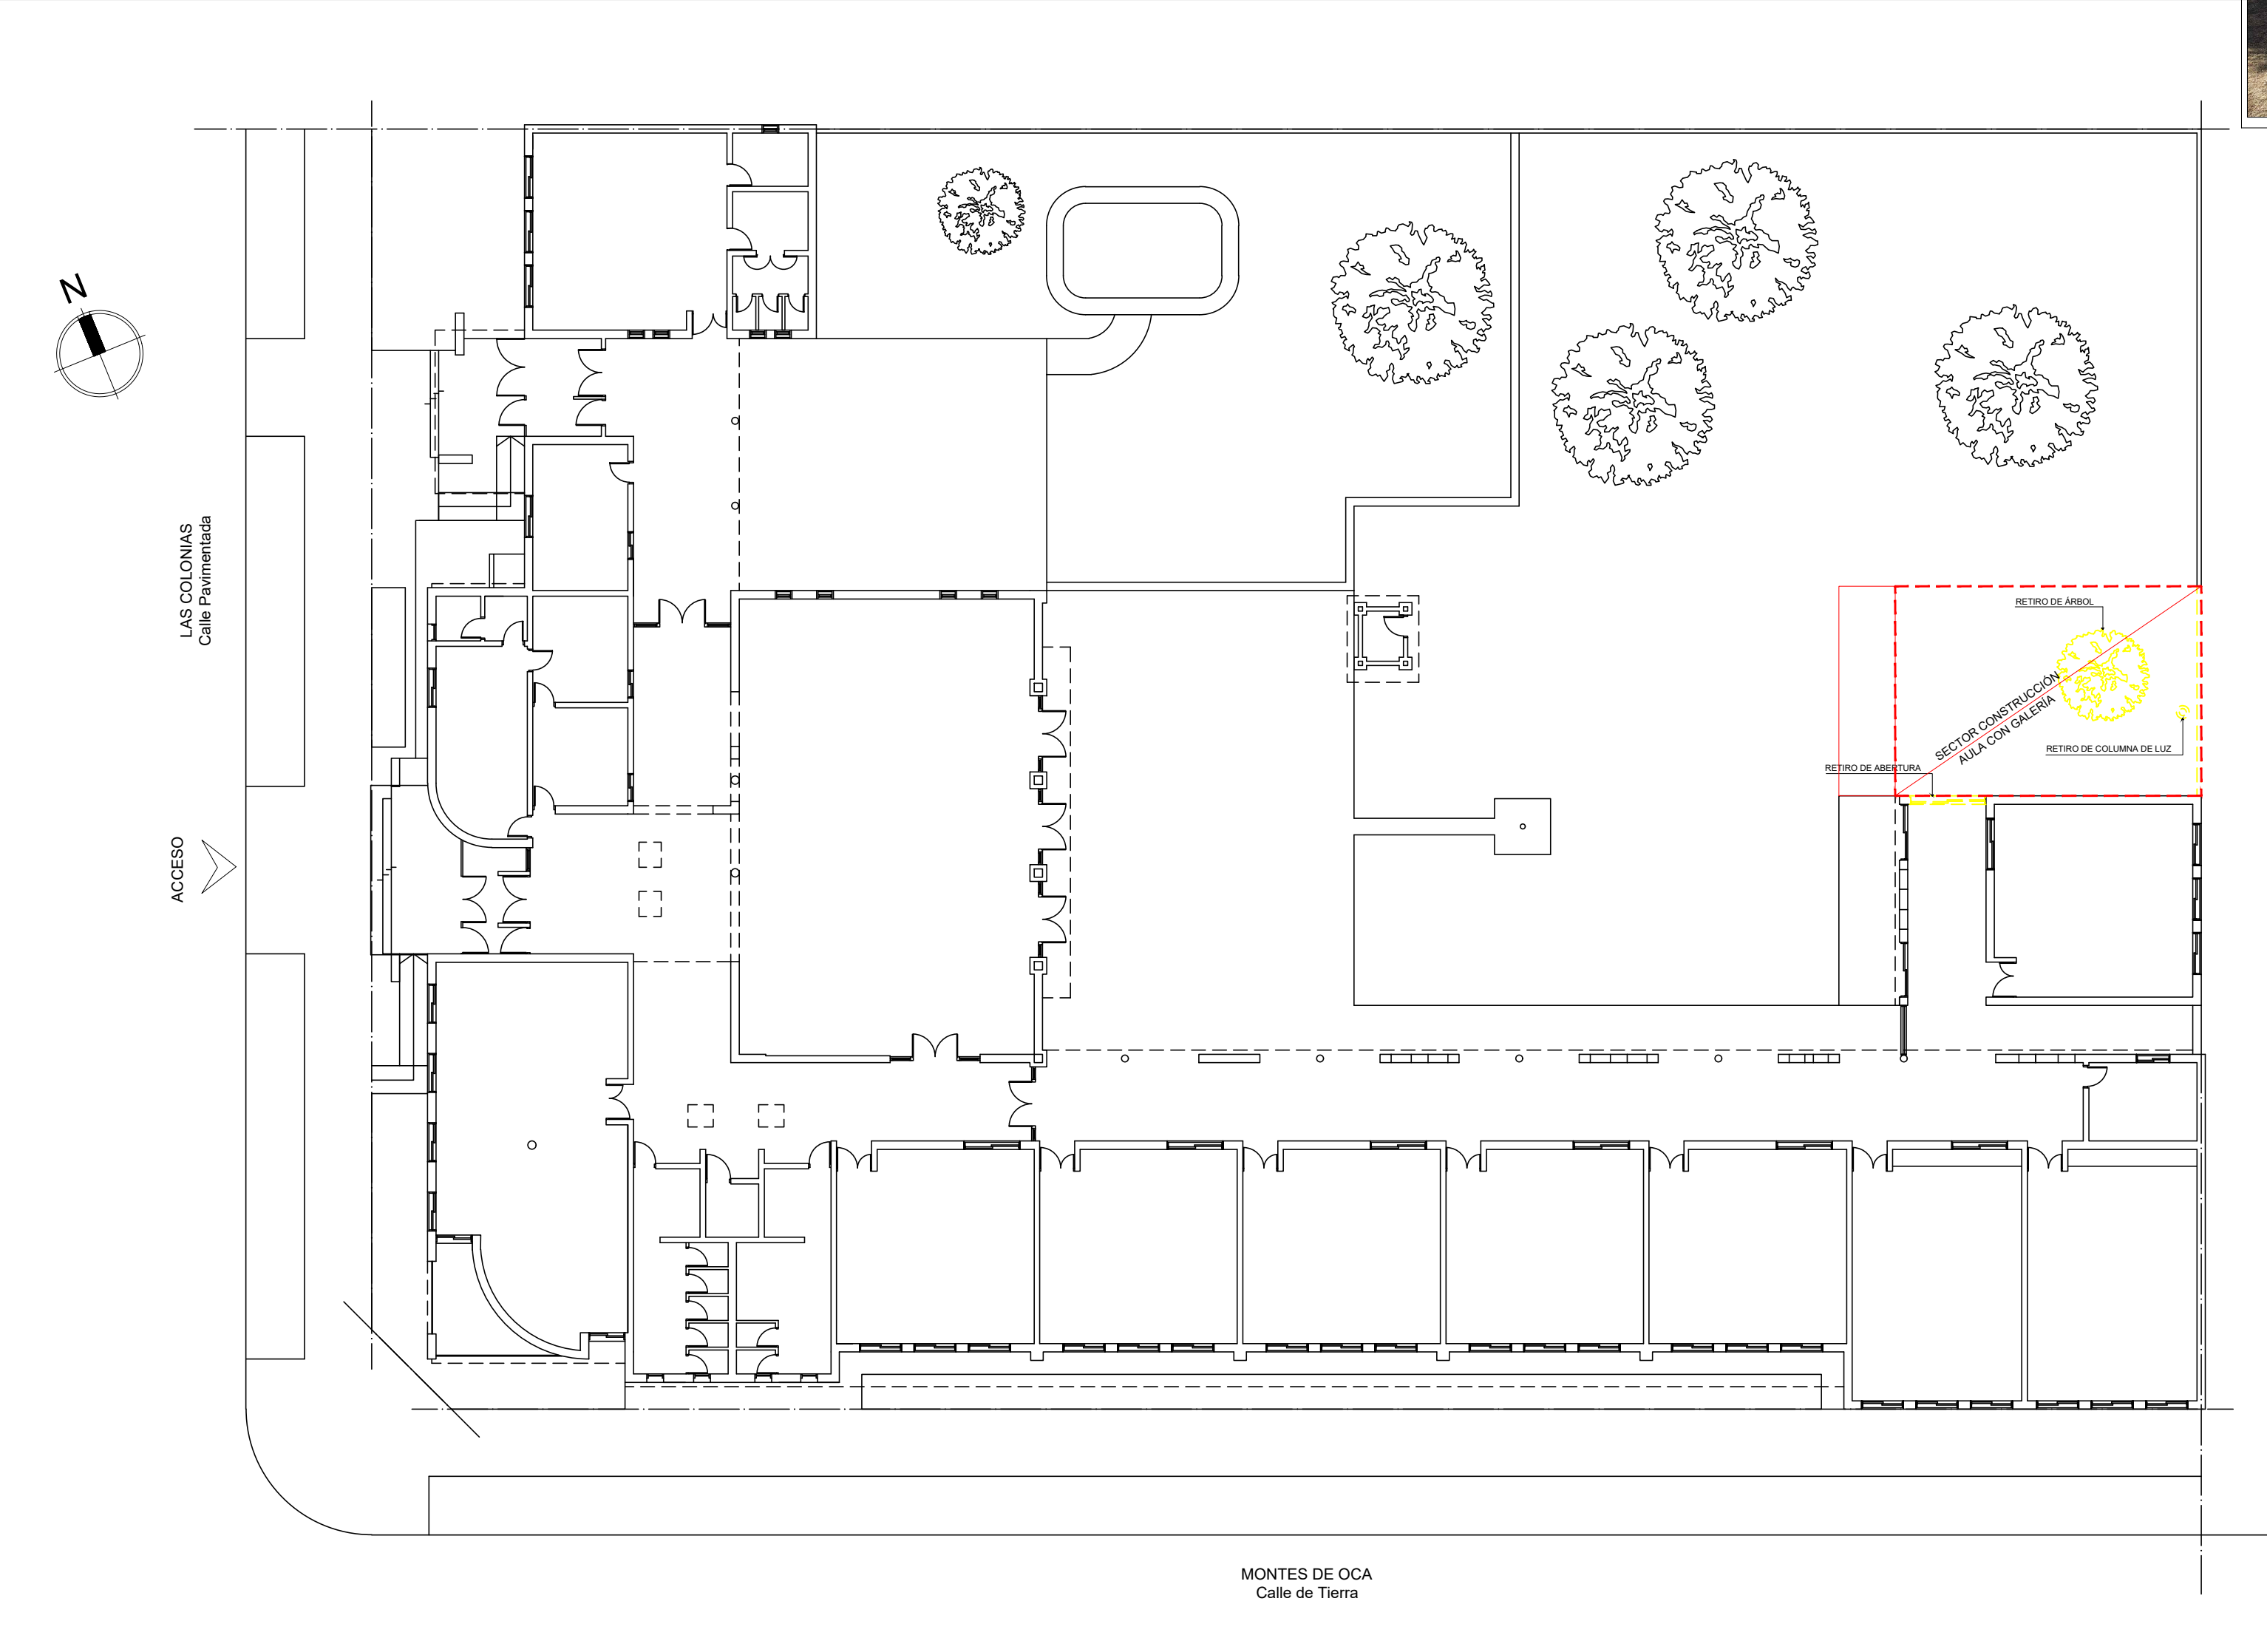 N
LAS COLONIAS
Calle Pavimentada
ACCESO
RETIRO DE ÁRBOL
SECTOR CONSTRUCCIÓN
AULA CON GALERÍA
RETIRO DE COLUMNA DE LUZ
RETIRO DE ABERTURA
MONTES DE OCA
Calle de Tierra